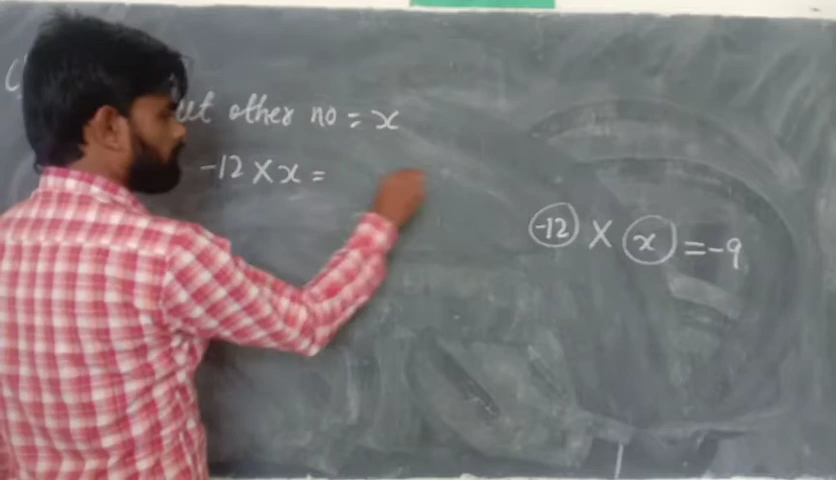 other no = x
-12 × x =
-12 × x = -9